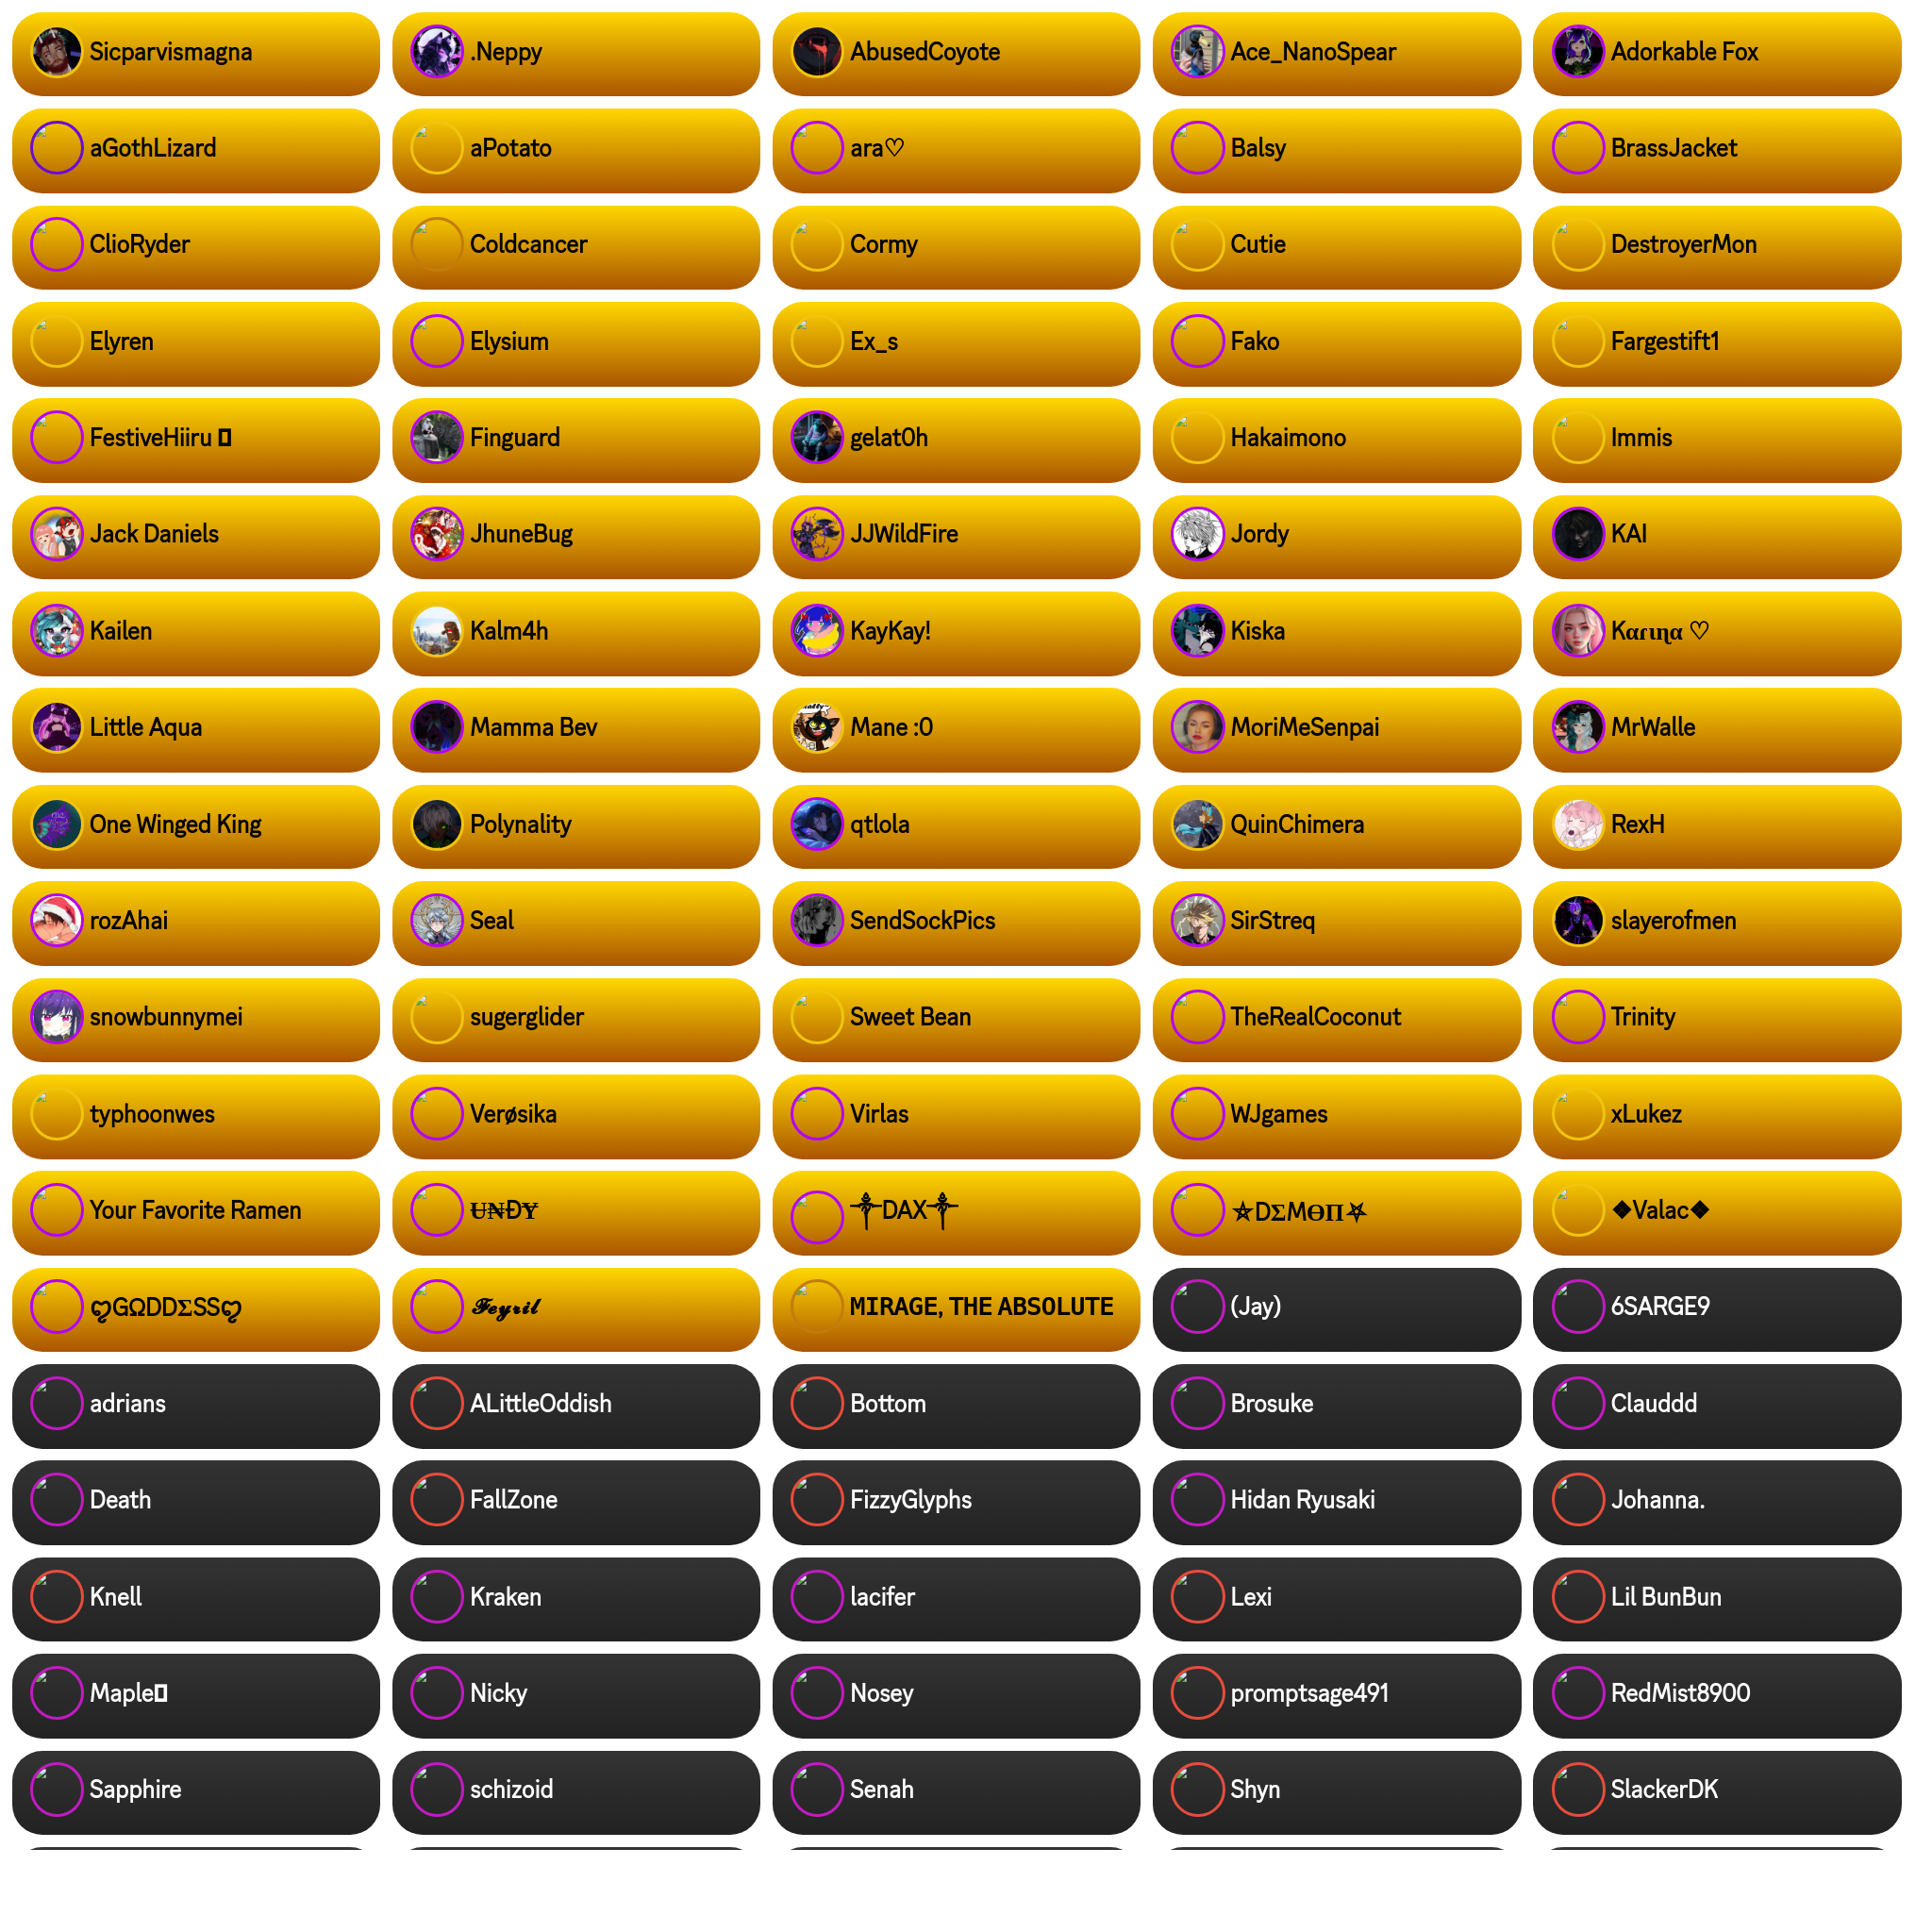 Sicparvismagna
.Neppy
AbusedCoyote
Ace_NanoSpear
Adorkable Fox
aGothLizard
aPotato
ara♡
Balsy
BrassJacket
ClioRyder
Coldcancer
Cormy
Cutie
DestroyerMon
Elyren
Elysium
Ex_s
Fako
Fargestift1
FestiveHiiru
Finguard
gelat0h
Hakaimono
Immis
Jack Daniels
JhuneBug
JJWildFire
Jordy
KAI
Kailen
Kalm4h
KayKay!
Kiska
Kαɾιɳα ♡
Little Aqua
Mamma Bev
Mane :0
MoriMeSenpai
MrWalle
One Winged King
Polynality
qtlola
QuinChimera
RexH
rozAhai
Seal
SendSockPics
SirStreq
slayerofmen
snowbunnymei
sugerglider
Sweet Bean
TheRealCoconut
Trinity
typhoonwes
Verøsika
Virlas
WJgames
xLukez
Your Favorite Ramen
U̶₦ĐɎ
༒DAX༒
⛤DΣMӨΠ⛧
❖Valac❖
ღGΩDDΣSSღ
𝓕𝓮𝔂𝓻𝓲𝓵
MIRAGE, THE ABSOLUTE
(Jay)
6SARGE9
adrians
ALittleOddish
Bottom
Brosuke
Clauddd
Death
FallZone
FizzyGlyphs
Hidan Ryusaki
Johanna.
Knell
Kraken
lacifer
Lexi
Lil BunBun
Maple
Nicky
Nosey
promptsage491
RedMist8900
Sapphire
schizoid
Senah
Shyn
SlackerDK